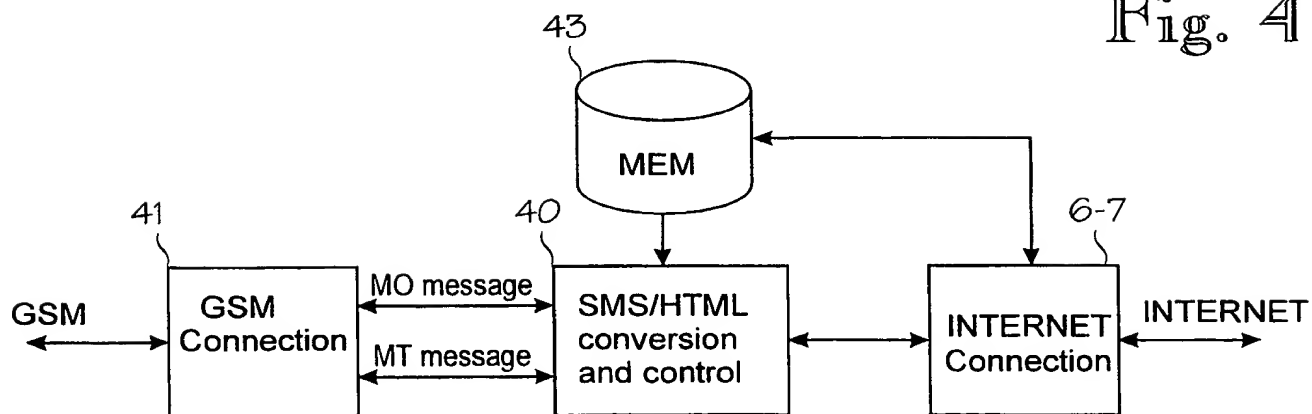 Fig. 4
43
MEM
41
40
6-7
GSM
GSM
Connection
MO message
MT message
SMS/HTML
conversion
and control
INTERNET
Connection
INTERNET